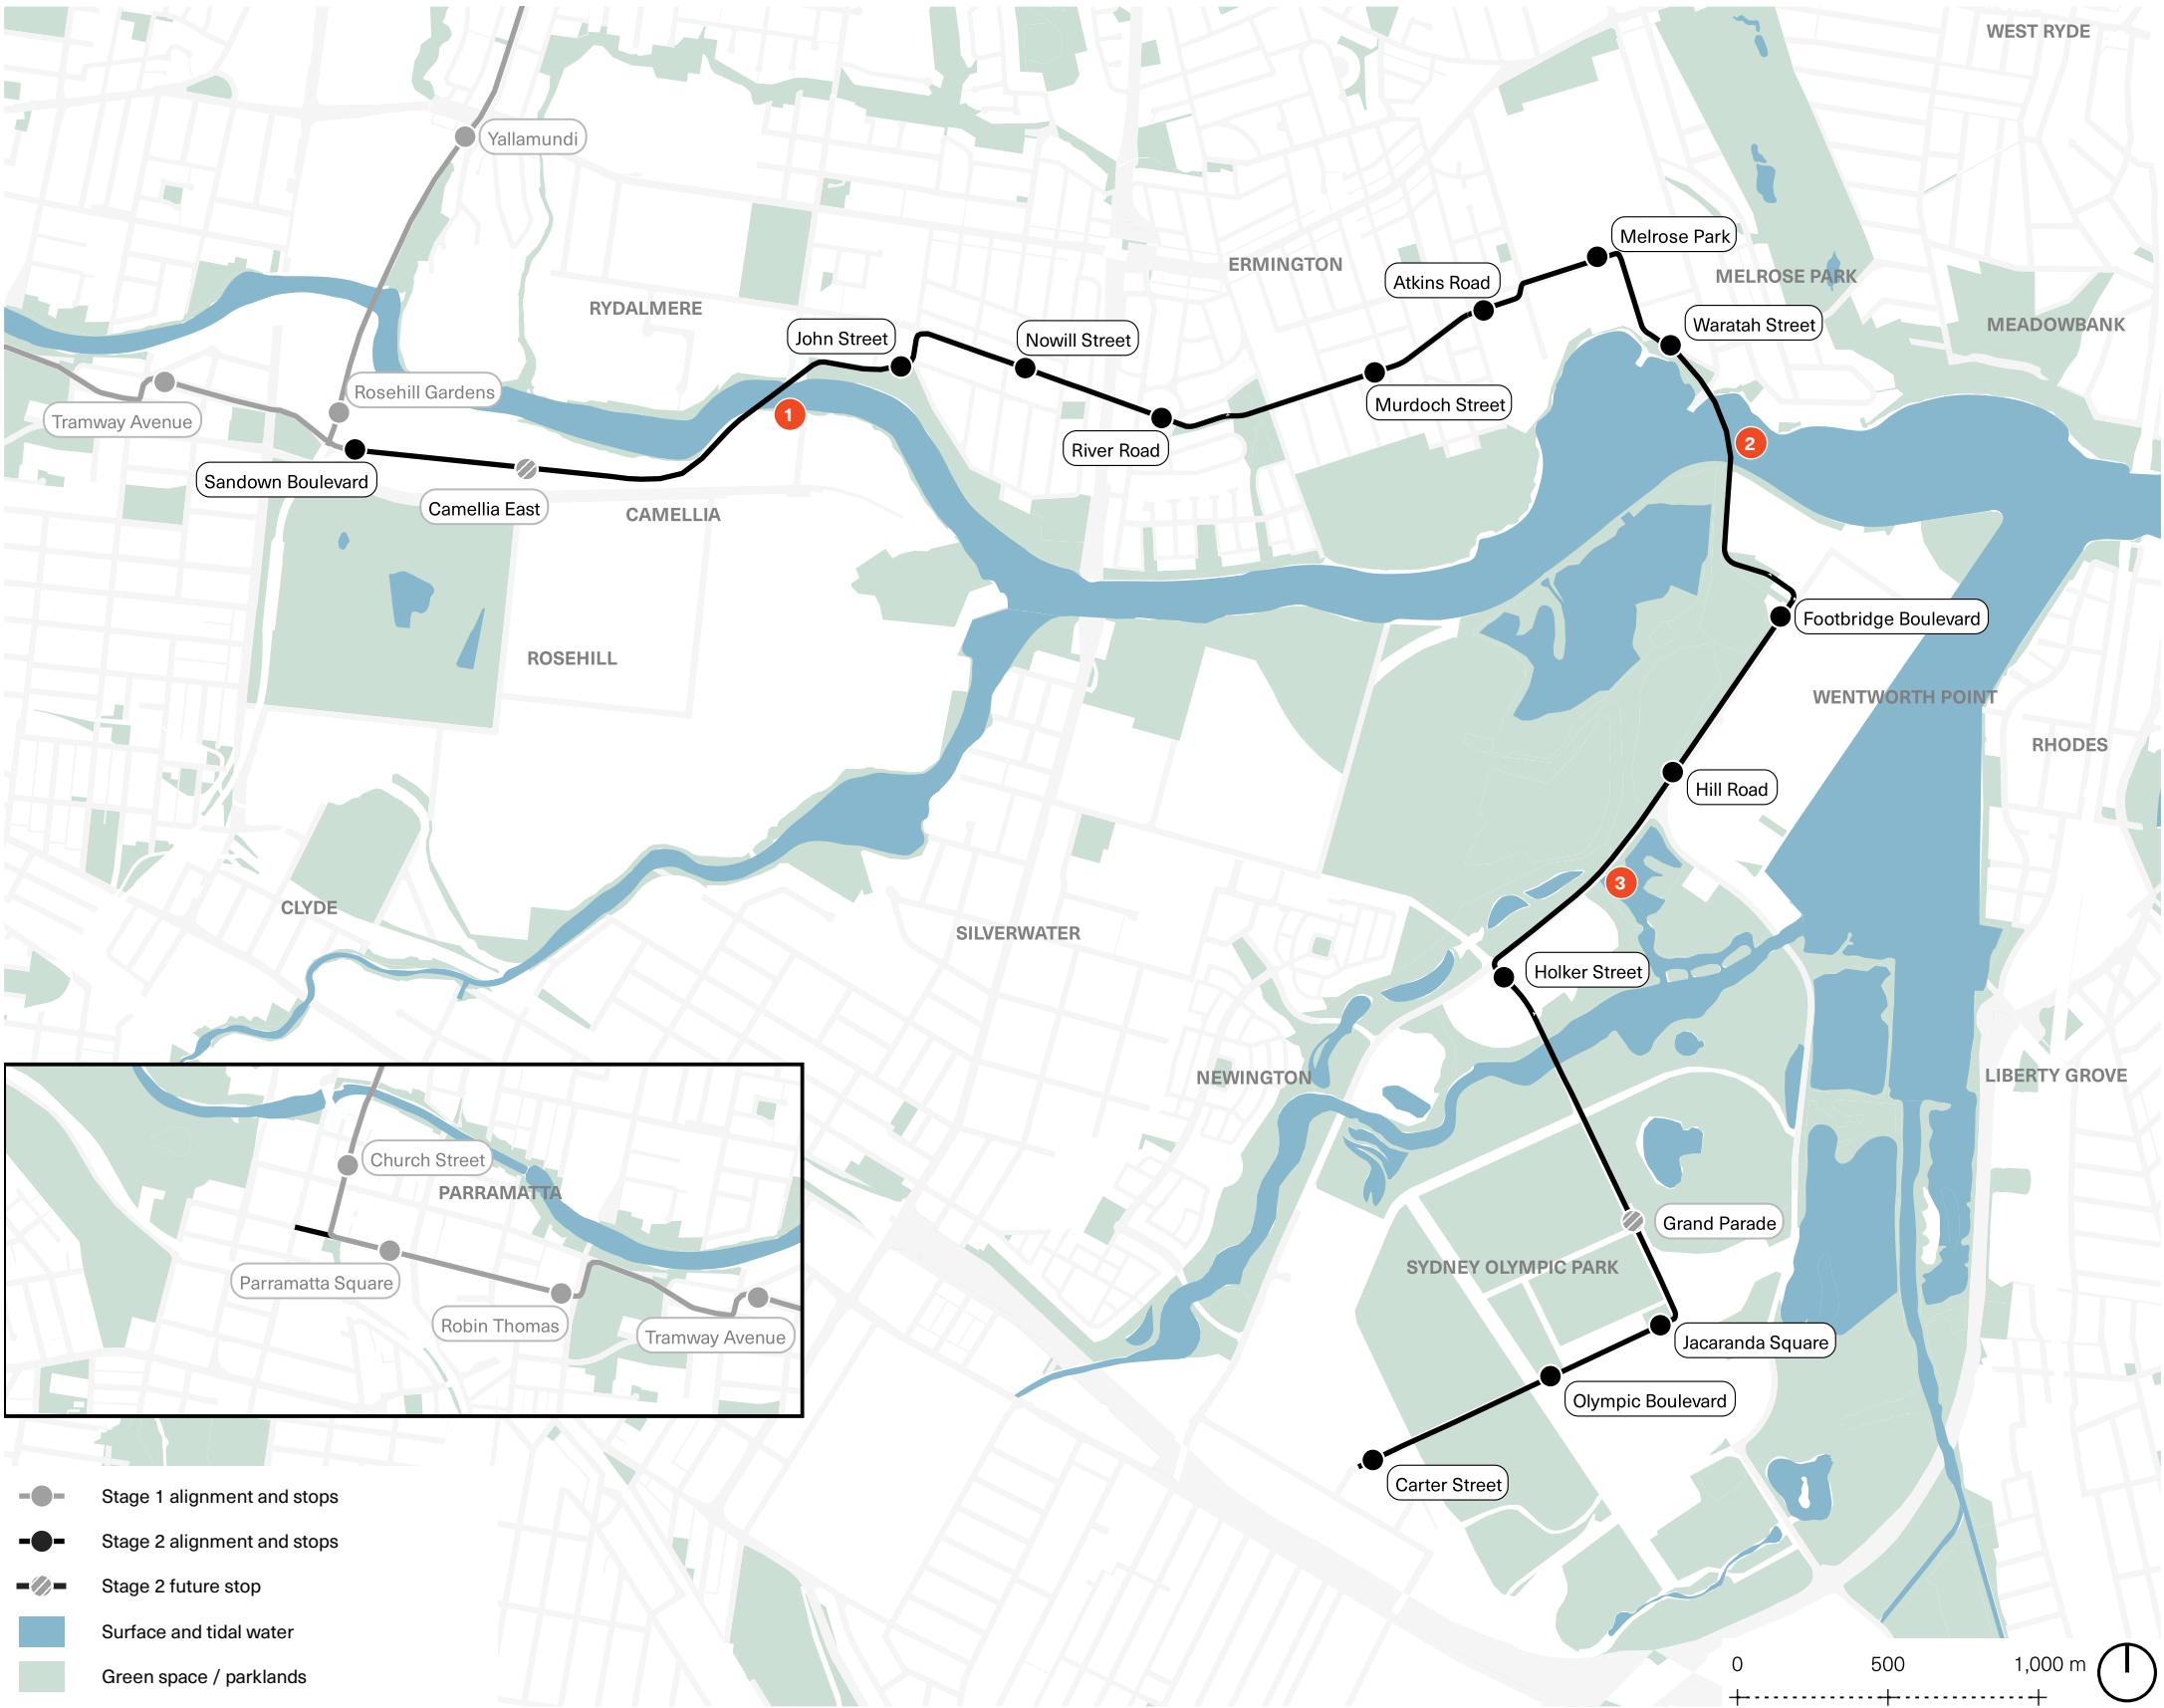 WEST RYDE
Yallamundi
Melrose Park
ERMINGTON
MELROSE PARK
Atkins Road
RYDALMERE
Waratah Street
MEADOWBANK
John Street
Nowill Street
Rosehill Gardens
Murdoch Street
1
Tramway Avenue
2
River Road
Sandown Boulevard
Camellia East
CAMELLIA
Footbridge Boulevard
ROSEHILL
WENTWORTH POINT
RHODES
Hill Road
3
CLYDE
SILVERWATER
Holker Street
NEWINGTON
LIBERTY GROVE
Church Street
PARRAMATTA
Grand Parade
SYDNEY OLYMPIC PARK
Parramatta Square
Robin Thomas
Tramway Avenue
Jacaranda Square
Olympic Boulevard
Carter Street
Stage 1 alignment and stops
Stage 2 alignment and stops
Stage 2 future stop
Surface and tidal water
Green space / parklands
0 500 1,000 m